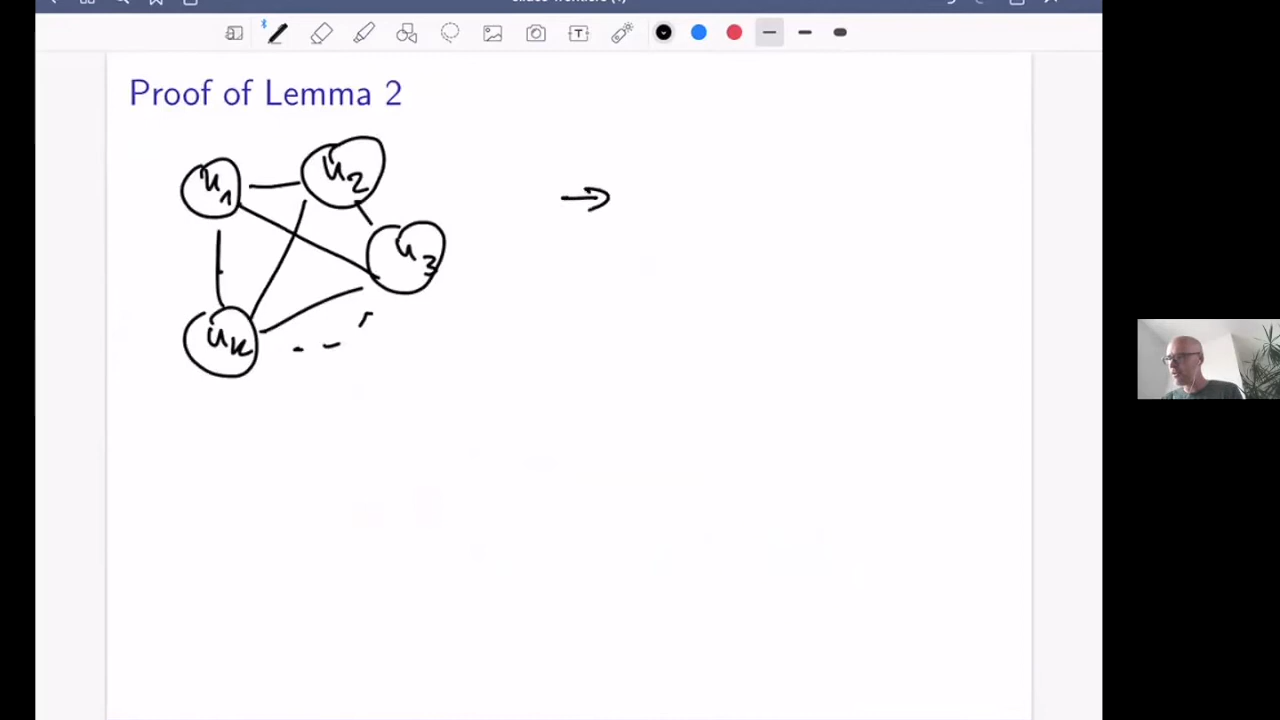 Proof of Lemma 2
u₁
u₂
u₃
uₖ
→
T